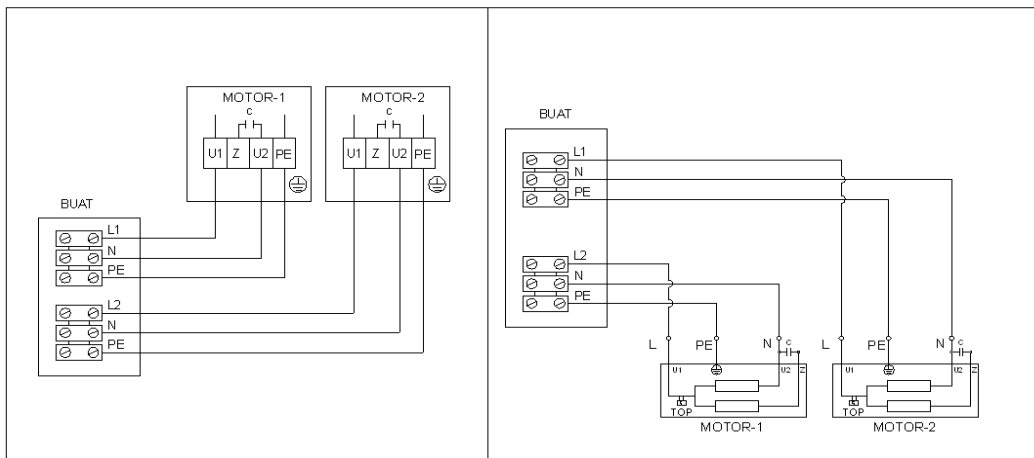 MOTOR-1
C
U1 Z U2 PE
MOTOR-2
C
U1 Z U2 PE
BUAT
L1
N
PE
L2
N
PE
BUAT
L1
N
PE
L2
N
PE
L PE N C
U1 U2 Z
TOP
MOTOR-1
L PE N C
U1 U2 Z
TOP
MOTOR-2